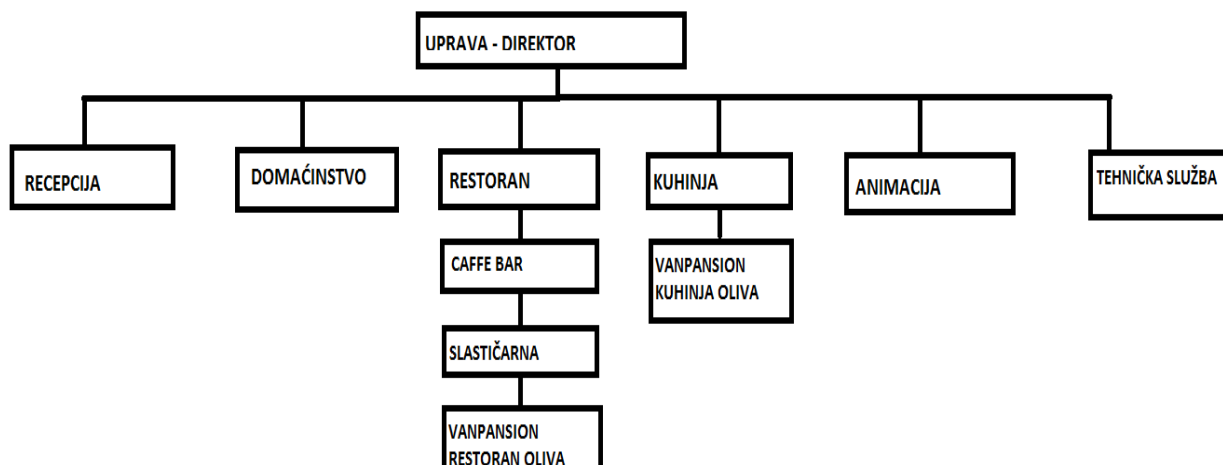 UPRAVA - DIREKTOR
RECEPCIJA
DOMAĆINSTVO
RESTORAN
KUHINJA
ANIMACIJA
TEHNIČKA SLUŽBA
CAFFE BAR
VANPANSION
KUHINJA OLIVA
SLASTIČARNA
VANPANSION
RESTORAN OLIVA